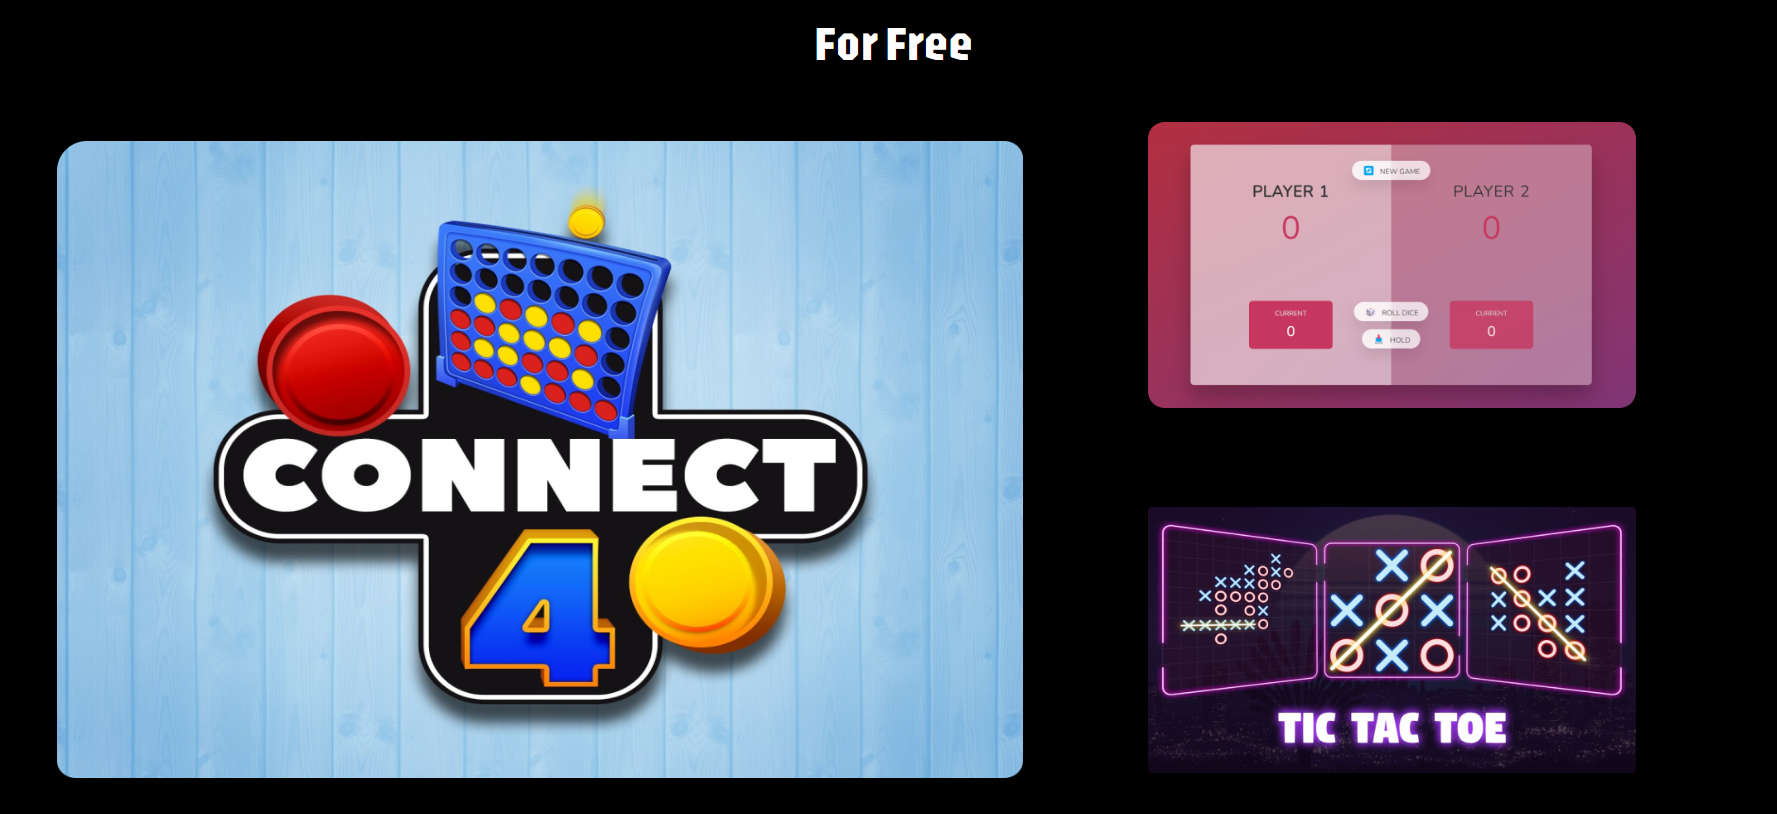 For Free
CONNECT
4
NEW GAME
PLAYER 1
PLAYER 2
0
0
CURRENT
0
ROLL DICE
HOLD
CURRENT
0
TIC TAC TOE